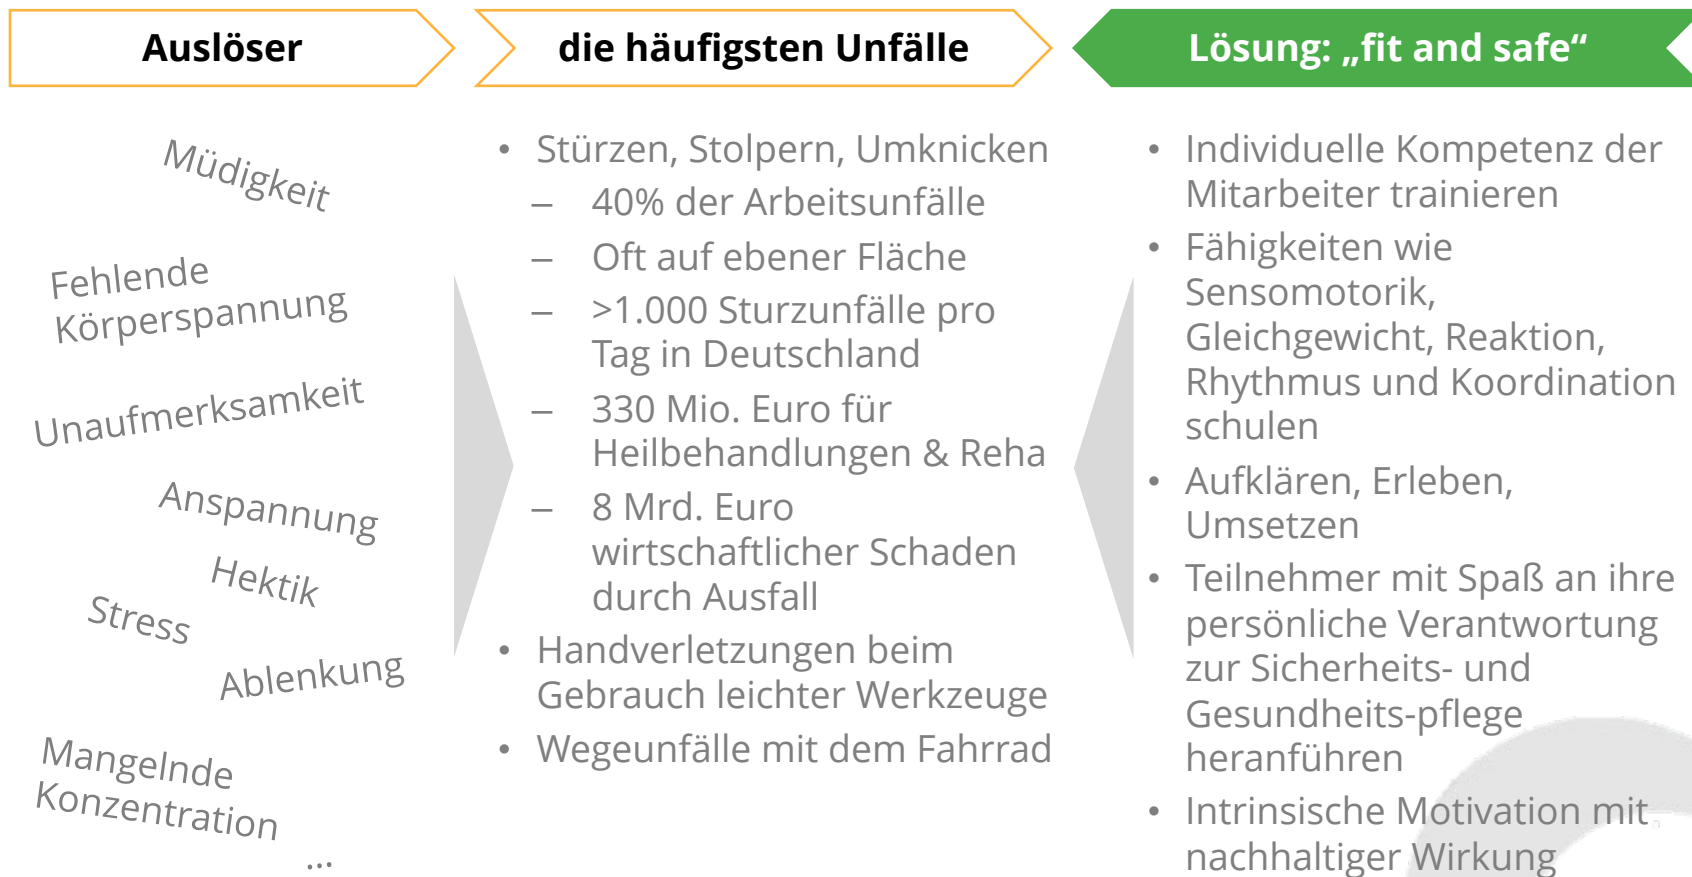 Auslöser
Müdigkeit
Fehlende
Körperspannung
Unaufmerksamkeit
Anspannung
Hektik
Stress
Ablenkung
Mangelnde
Konzentration
...
die häufigsten Unfälle
• Stürzen, Stolpern, Umknicken
– 40% der Arbeitsunfälle
– Oft auf ebener Fläche
– >1.000 Sturzunfälle pro
Tag in Deutschland
– 330 Mio. Euro für
Heilbehandlungen & Reha
– 8 Mrd. Euro
wirtschaftlicher Schaden
durch Ausfall
• Handverletzungen beim
Gebrauch leichter Werkzeuge
• Wegeunfälle mit dem Fahrrad
Lösung: „fit and safe“
• Individuelle Kompetenz der
Mitarbeiter trainieren
• Fähigkeiten wie
Sensomotorik,
Gleichgewicht, Reaktion,
Rhythmus und Koordination
schulen
• Aufklären, Erleben,
Umsetzen
• Teilnehmer mit Spaß an ihre
persönliche Verantwortung
zur Sicherheits- und
Gesundheits-pflege
heranführen
• Intrinsische Motivation mit
nachhaltiger Wirkung